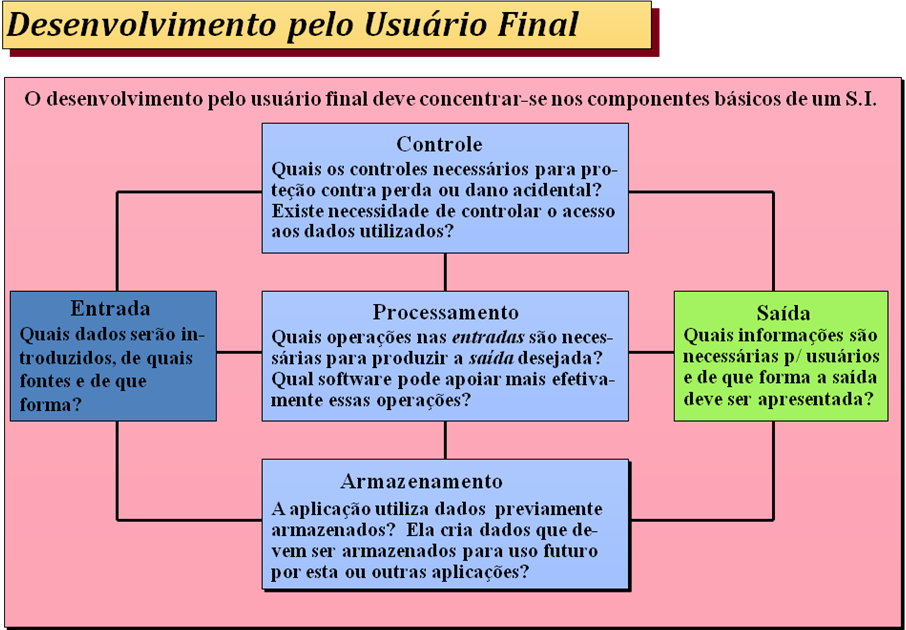 Desenvolvimento pelo Usuário Final
O desenvolvimento pelo usuário final deve concentrar-se nos componentes básicos de um S.I.
Controle
Quais os controles necessários para pro-
teção contra perda ou dano acidental?
Existe necessidade de controlar o acesso
aos dados utilizados?
Entrada
Quais dados serão in-
troduzidos, de quais
fontes e de que
forma?
Processamento
Quais operações nas entradas são neces-
sárias para produzir a saída desejada?
Qual software pode apoiar mais efetiva-
mente essas operações?
Saída
Quais informações são
necessárias p/ usuários
e de que forma a saída
deve ser apresentada?
Armazenamento
A aplicação utiliza dados previamente
armazenados? Ela cria dados que de-
vem ser armazenados para uso futuro
por esta ou outras aplicações?